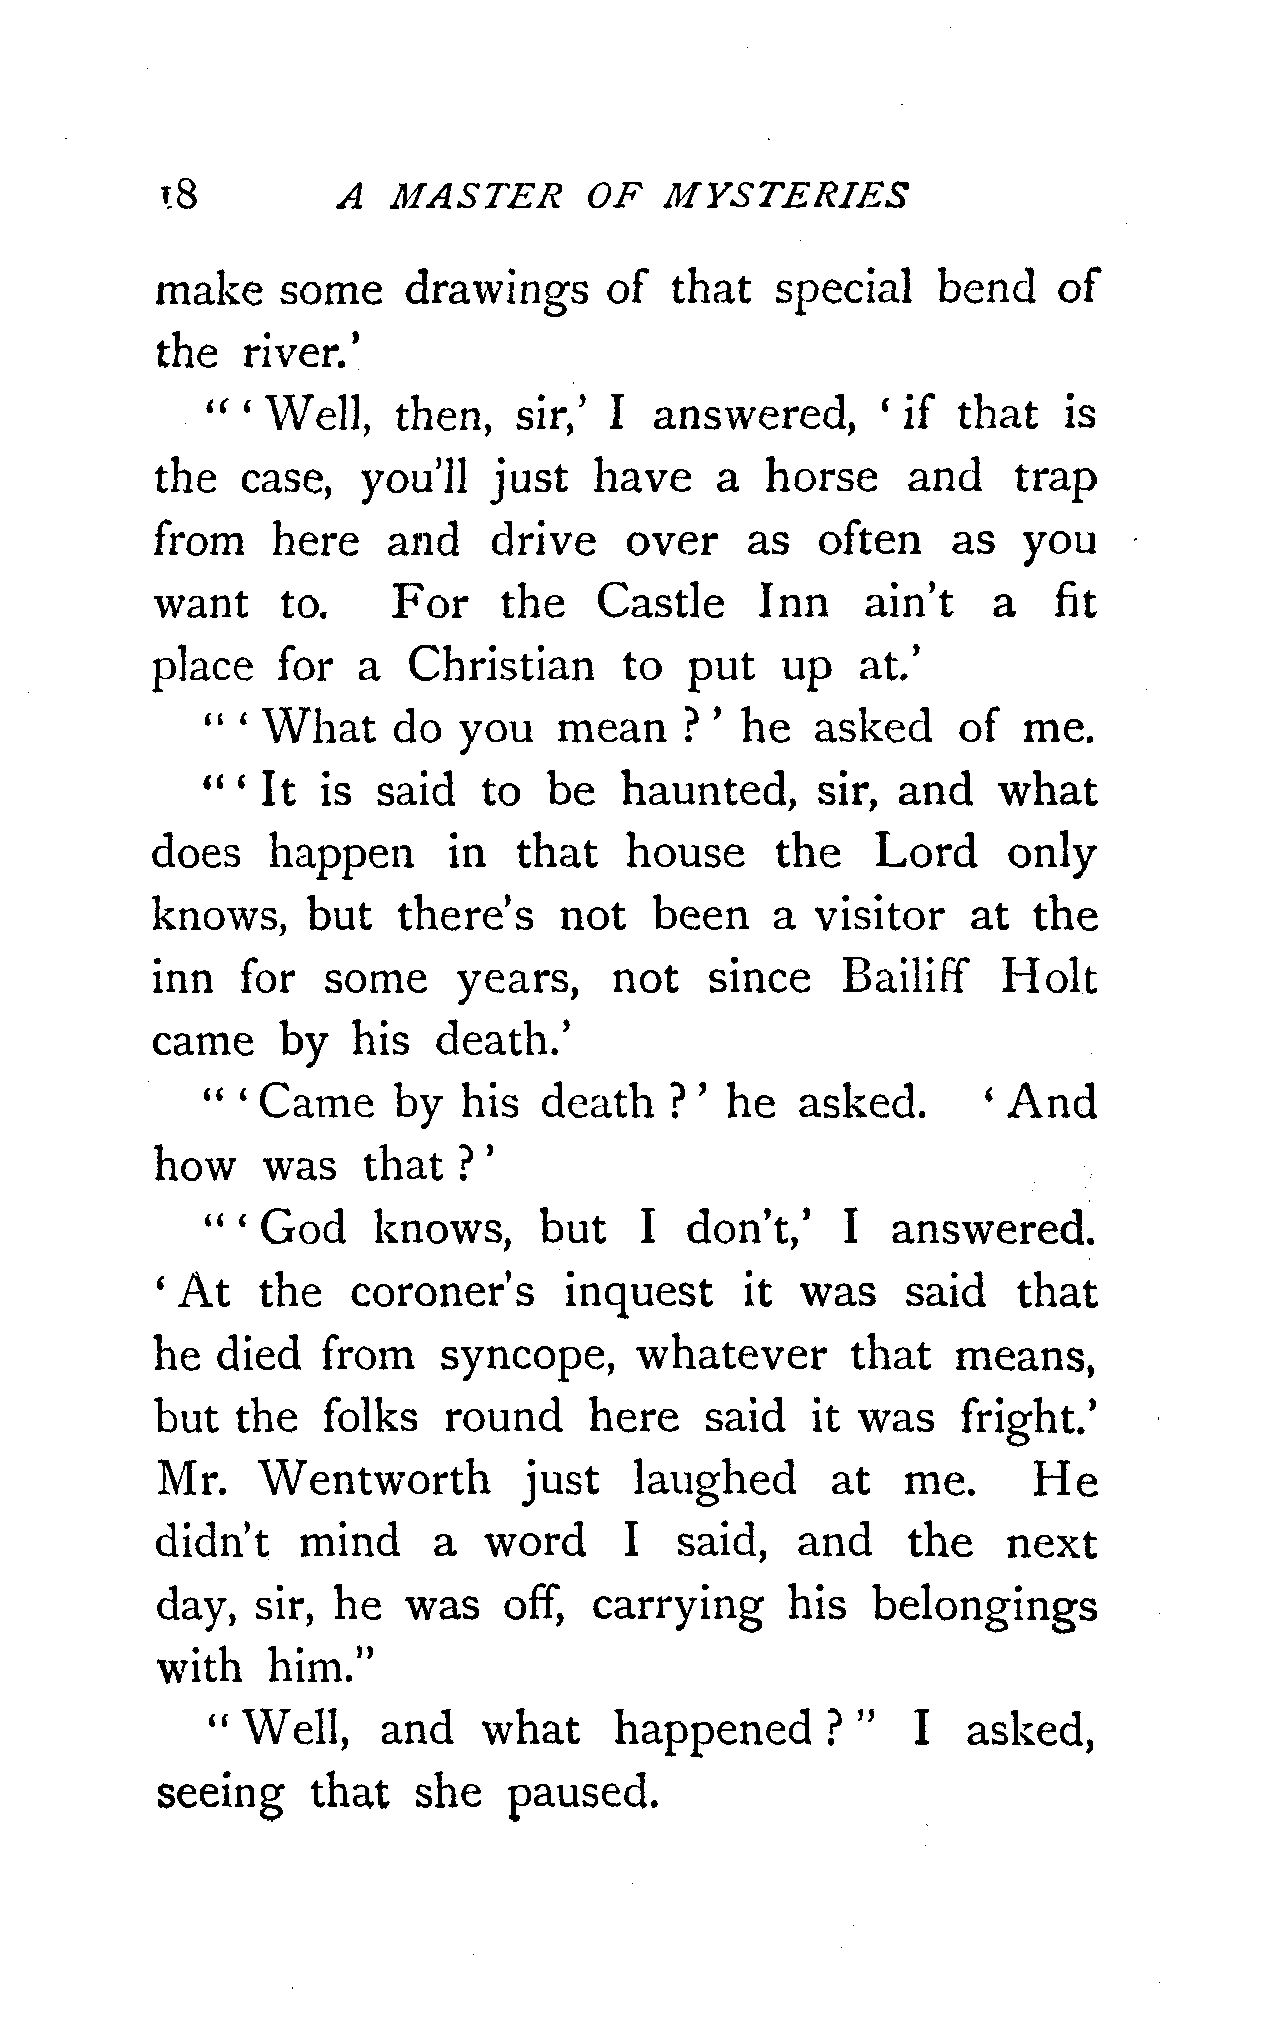 18 A MASTER OF MYSTERIES
make some drawings of that special bend of
the river.'
" ' Well, then, sir,' I answered, ' if that is
the case, you'll just have a horse and trap
from here and drive over as often as you
want to. For the Castle Inn ain't a fit
place for a Christian to put up at.'
" ' What do you mean ? ' he asked of me.
" ' It is said to be haunted, sir, and what
does happen in that house the Lord only
knows, but there's not been a visitor at the
inn for some years, not since Bailiff Holt
came by his death.'
" ' Came by his death ? ' he asked. ' And
how was that ? '
" ' God knows, but I don't,' I answered.
' At the coroner's inquest it was said that
he died from syncope, whatever that means,
but the folks round here said it was fright.'
Mr. Wentworth just laughed at me. He
didn't mind a word I said, and the next
day, sir, he was off, carrying his belongings
with him."
" Well, and what happened ? " I asked,
seeing that she paused.